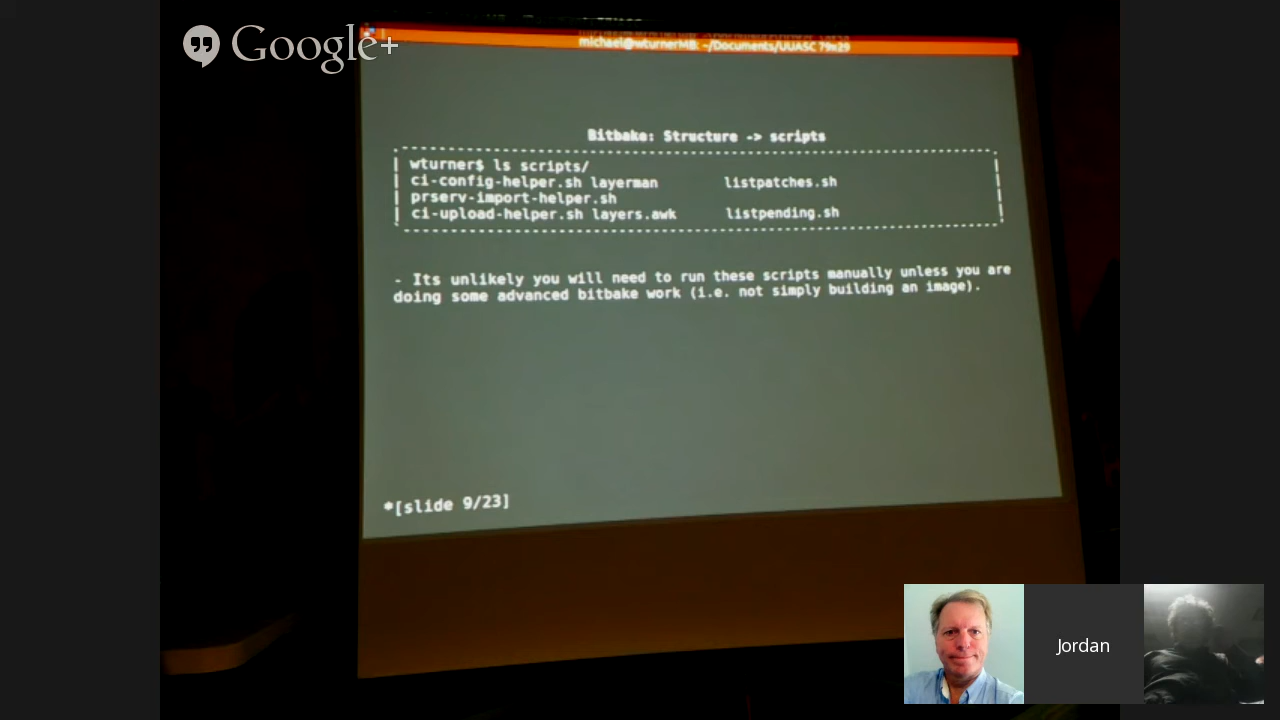 Google+
michael@wturnerMB: ~/Documents/UUASC 79x29
Bitbake: Structure -> scripts
wturner$ ls scripts/
ci-config-helper.sh layerman listpatches.sh
prserv-import-helper.sh
ci-upload-helper.sh layers.awk listpending.sh
- Its unlikely you will need to run these scripts manually unless you are
doing some advanced bitbake work (i.e. not simply building an image).
*[slide 9/23]
Jordan